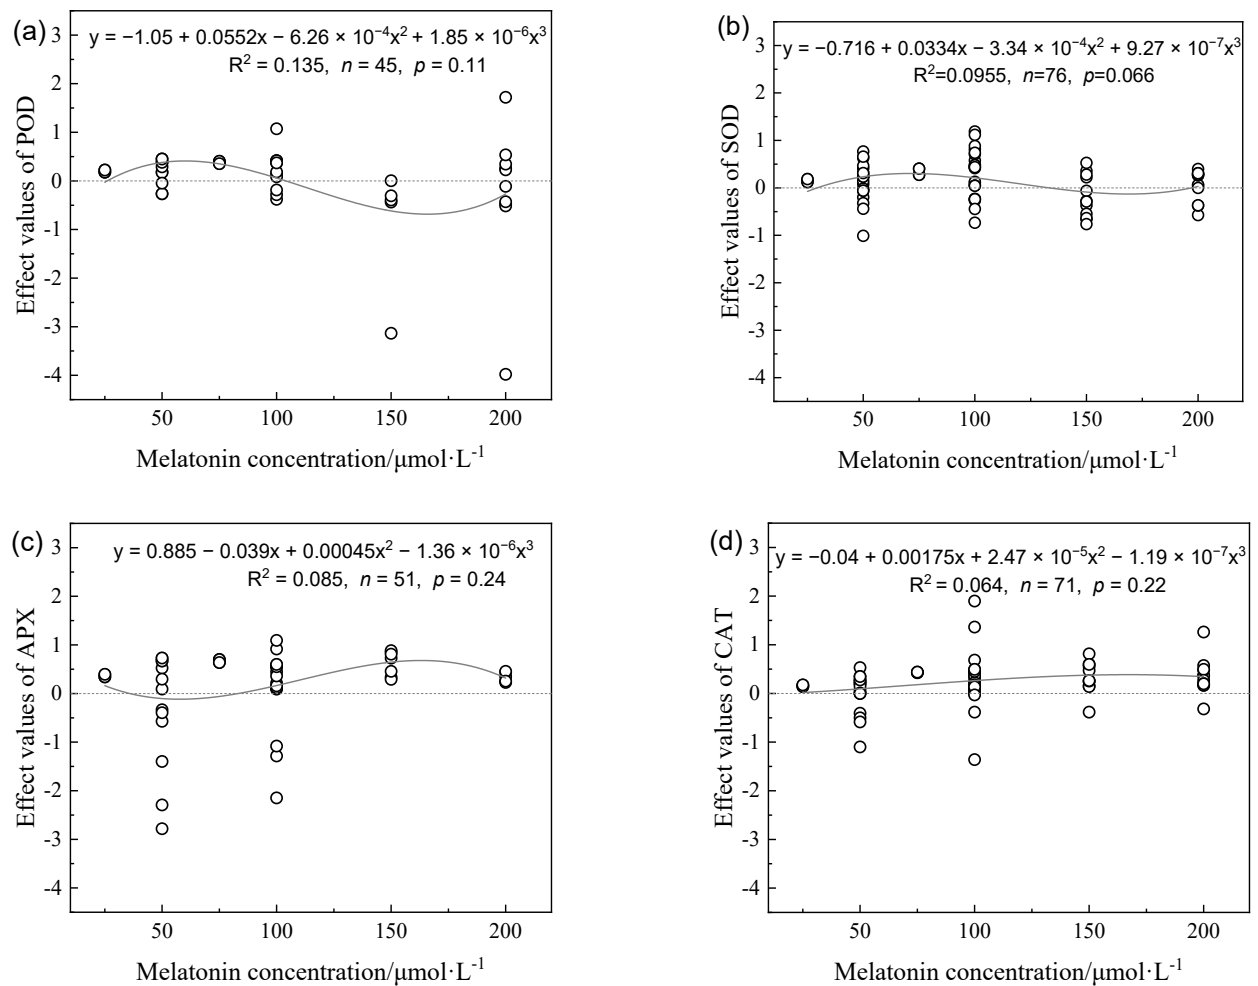 (a)
y = −1.05 + 0.0552x − 6.26 × 10⁻⁴x² + 1.85 × 10⁻⁶x³
R² = 0.135, n = 45, p = 0.11
Effect values of POD
3
2
1
0
-1
-2
-3
-4
50 100 150 200
Melatonin concentration/μmol·L⁻¹
(b)
y = −0.716 + 0.0334x − 3.34 × 10⁻⁴x² + 9.27 × 10⁻⁷x³
R²=0.0955, n=76, p=0.066
Effect values of SOD
3
2
1
0
-1
-2
-3
-4
50 100 150 200
Melatonin concentration/μmol·L⁻¹
(c)
y = 0.885 − 0.039x + 0.00045x² − 1.36 × 10⁻⁶x³
R² = 0.085, n = 51, p = 0.24
Effect values of APX
3
2
1
0
-1
-2
-3
-4
50 100 150 200
Melatonin concentration/μmol·L⁻¹
(d)
y = −0.04 + 0.00175x + 2.47 × 10⁻⁵x² − 1.19 × 10⁻⁷x³
R² = 0.064, n = 71, p = 0.22
Effect values of CAT
3
2
1
0
-1
-2
-3
-4
50 100 150 200
Melatonin concentration/μmol·L⁻¹